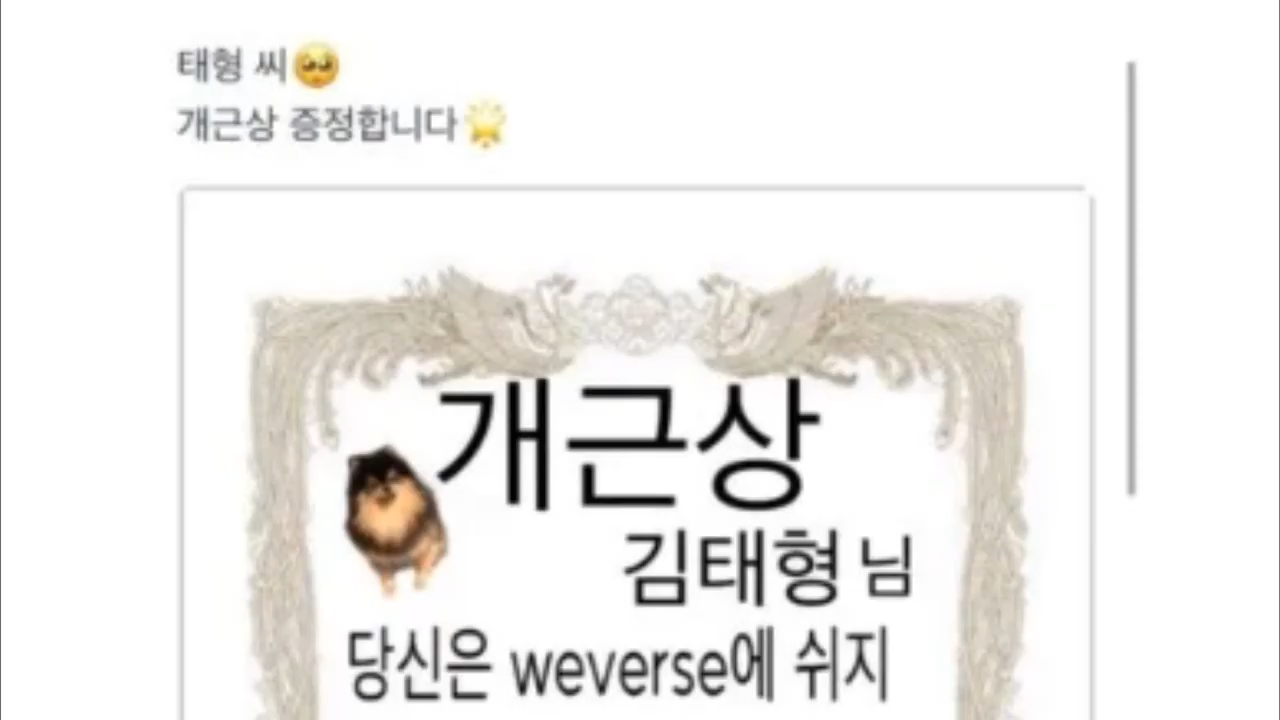 태형 씨🥺
개근상 증정합니다🌟
개근상
김태형 님
당신은 weverse에 쉬지